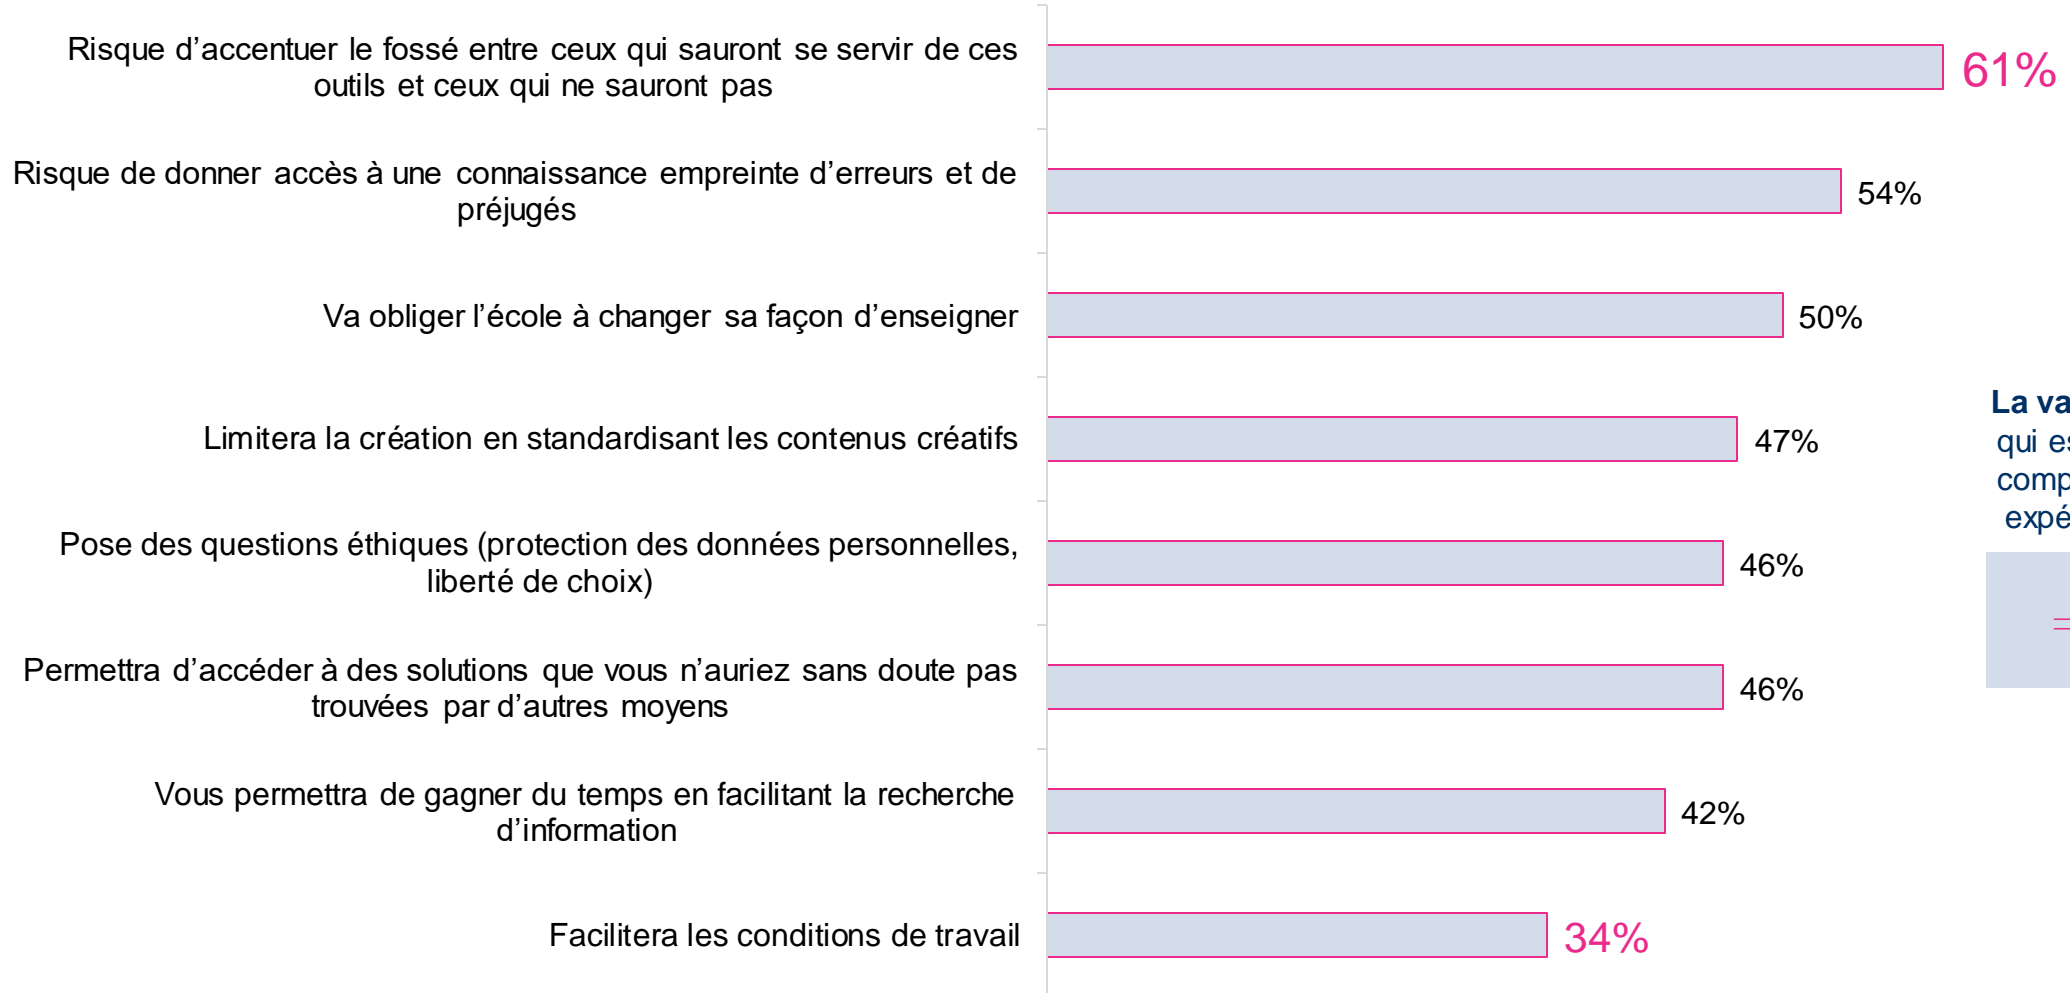 Risque d’accentuer le fossé entre ceux qui sauront se servir de ces
outils et ceux qui ne sauront pas
61%
Risque de donner accès à une connaissance empreinte d’erreurs et de
préjugés
54%
Va obliger l’école à changer sa façon d’enseigner
50%
Limitera la création en standardisant les contenus créatifs
47%
Pose des questions éthiques (protection des données personnelles,
liberté de choix)
46%
Permettra d’accéder à des solutions que vous n’auriez sans doute pas
trouvées par d’autres moyens
46%
Vous permettra de gagner du temps en facilitant la recherche
d’information
42%
Facilitera les conditions de travail
34%
La
qui